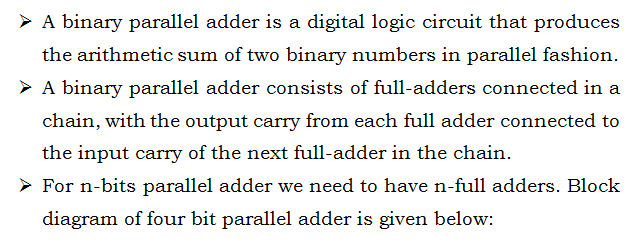 ➢ A binary parallel adder is a digital logic circuit that produces
the arithmetic sum of two binary numbers in parallel fashion.
➢ A binary parallel adder consists of full-adders connected in a
chain, with the output carry from each full adder connected to
the input carry of the next full-adder in the chain.
➢ For n-bits parallel adder we need to have n-full adders. Block
diagram of four bit parallel adder is given below: